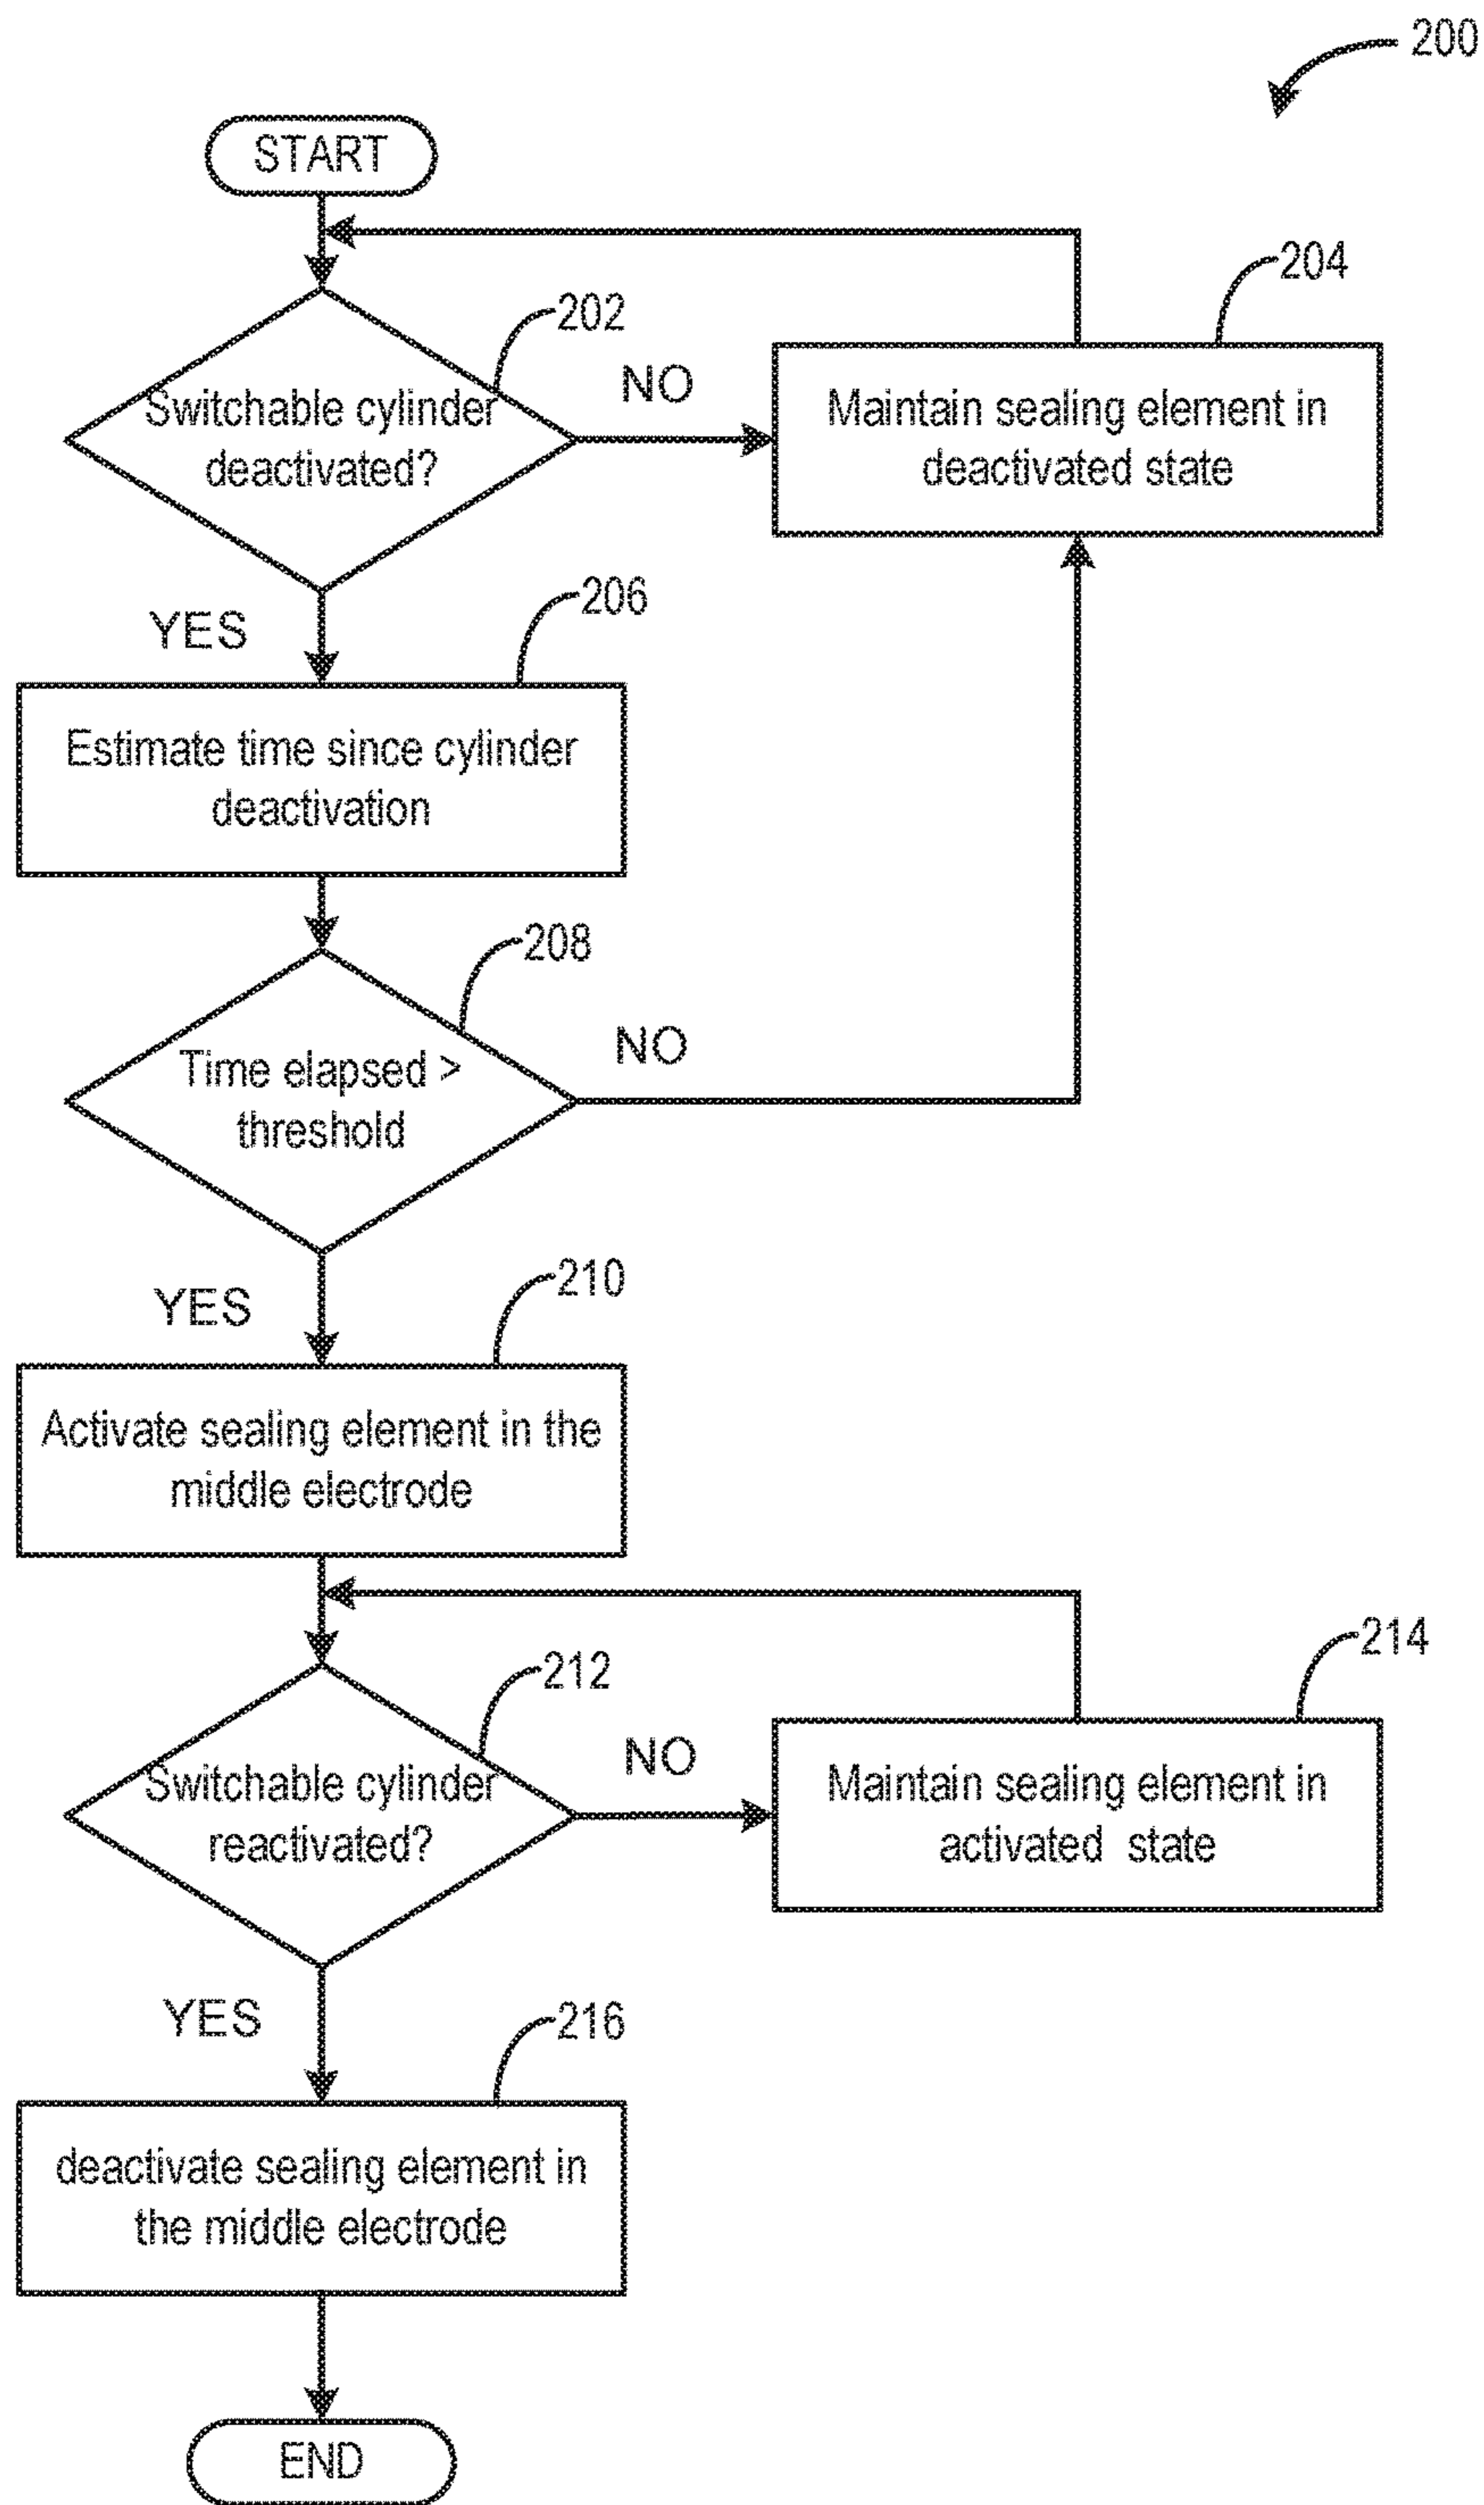 200
START
204
202
Switchable cylinder
deactivated?
NO
Maintain sealing element in
deactivated state
YES
206
Estimate time since cylinder
deactivation
208
Time elapsed >
threshold
NO
YES
210
Activate sealing element in the
middle electrode
212
214
Switchable cylinder
reactivated?
NO
Maintain sealing element in
activated state
YES
216
deactivate sealing element in
the middle electrode
END